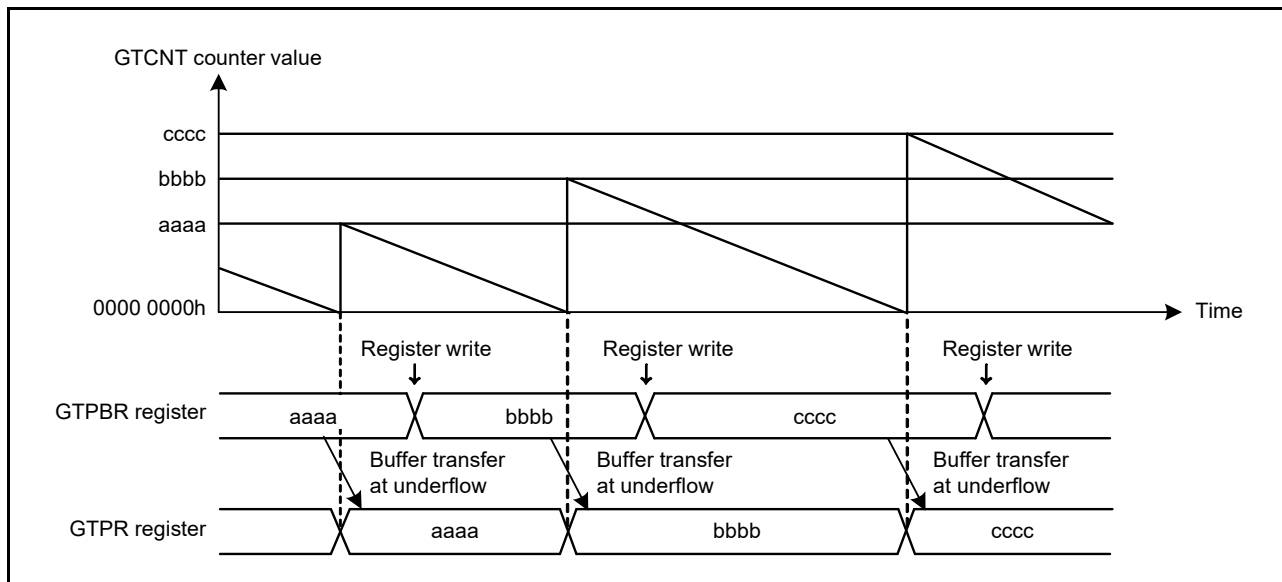 GTCNT counter value
cccc
bbbb
aaaa
0000 0000h
Time
Register write
Register write
Register write
GTPBR register
aaaa
bbbb
cccc
Buffer transfer
at underflow
Buffer transfer
at underflow
Buffer transfer
at underflow
GTPR register
aaaa
bbbb
cccc